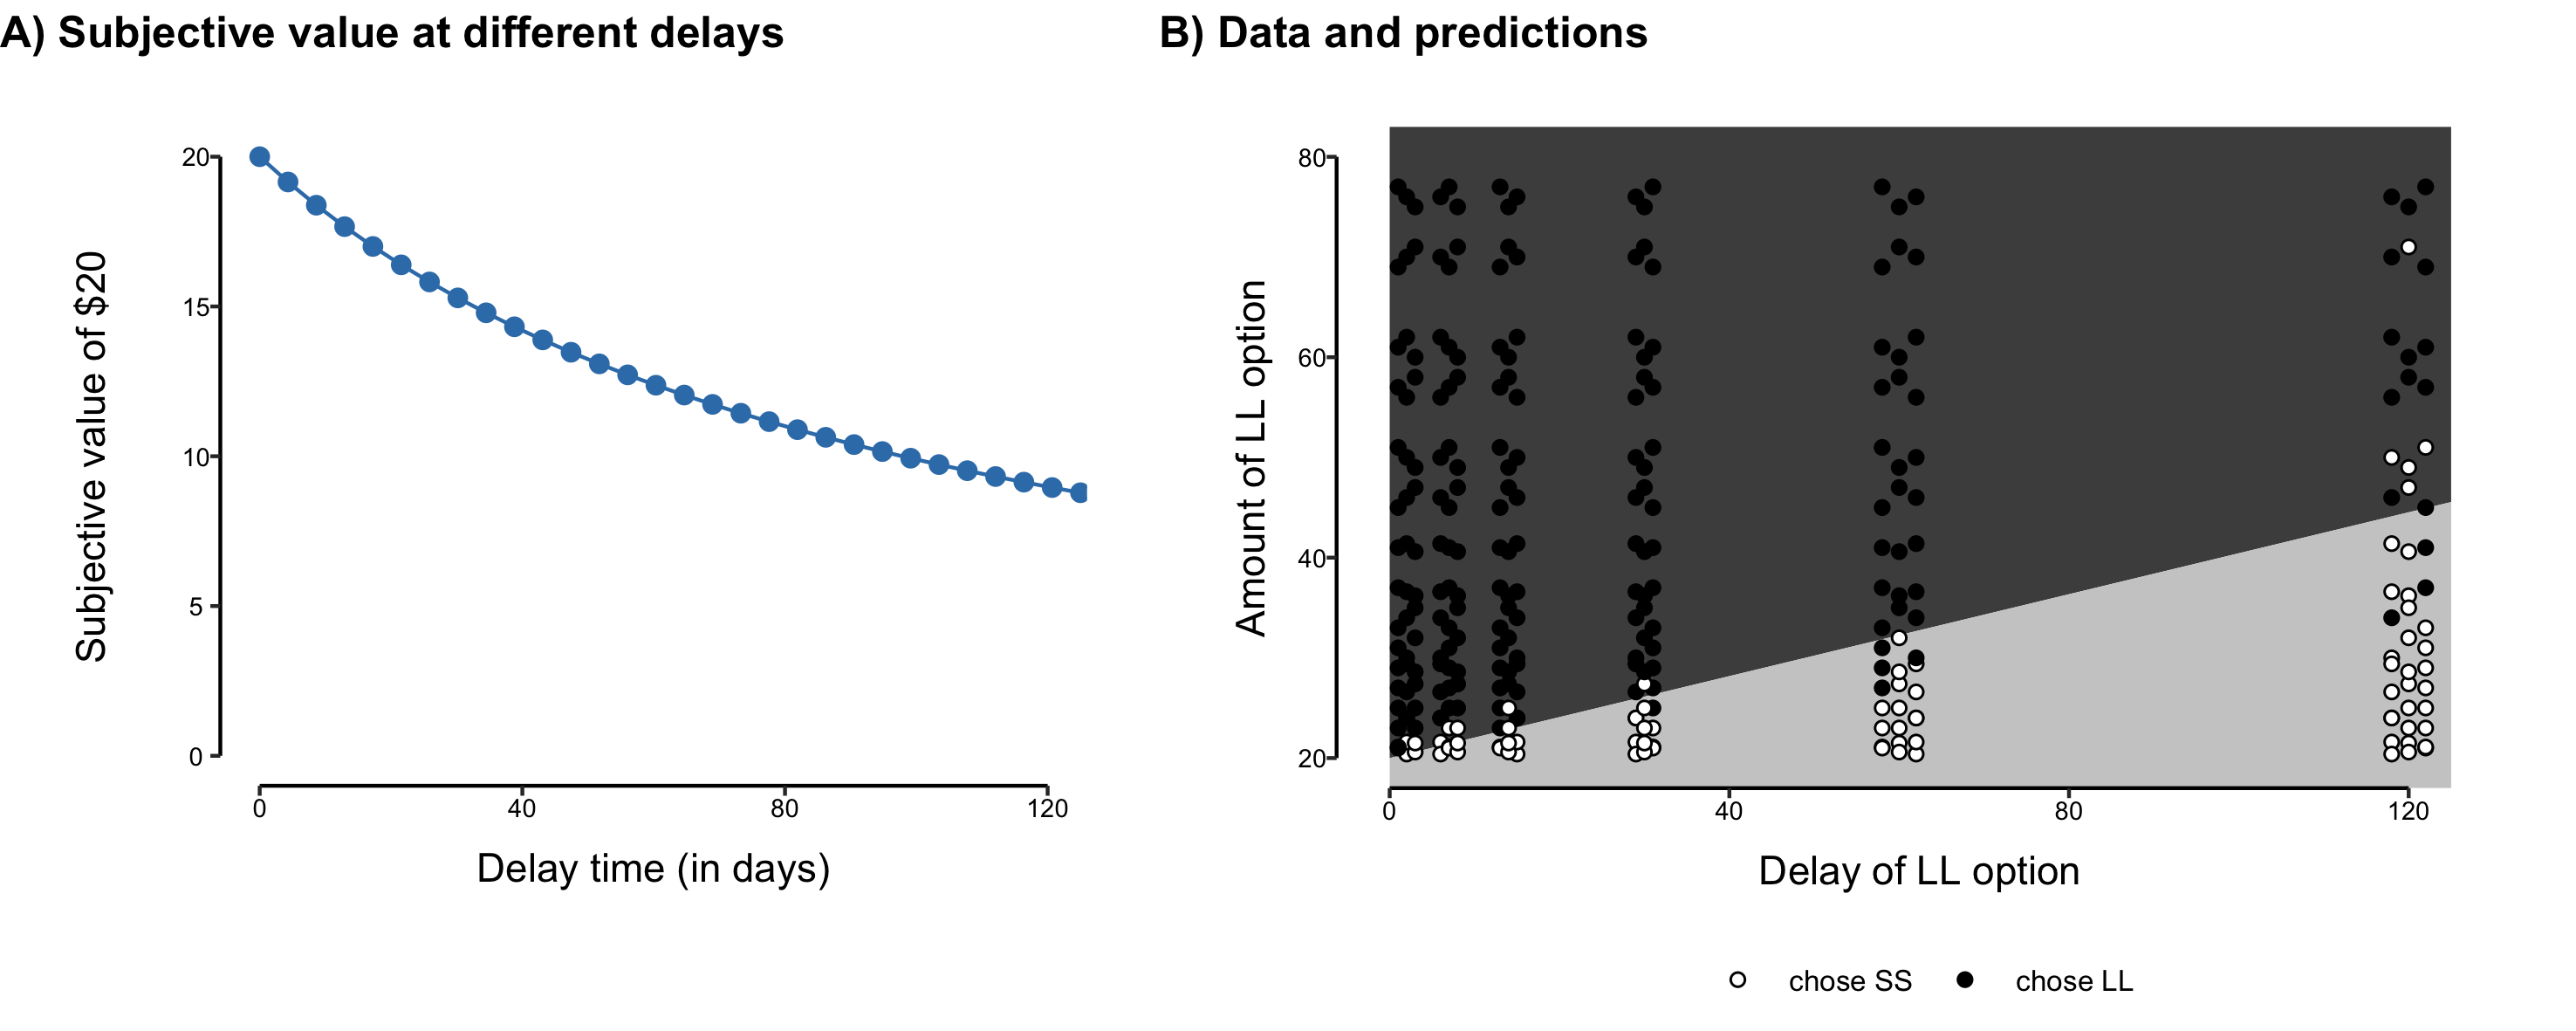 A) Subjective value at different delays
B) Data and predictions
Subjective value of $20
20
15
10
5
0
0
40
80
120
Delay time (in days)
Amount of LL option
80
60
40
20
0
40
80
120
Delay of LL option
chose SS
chose LL